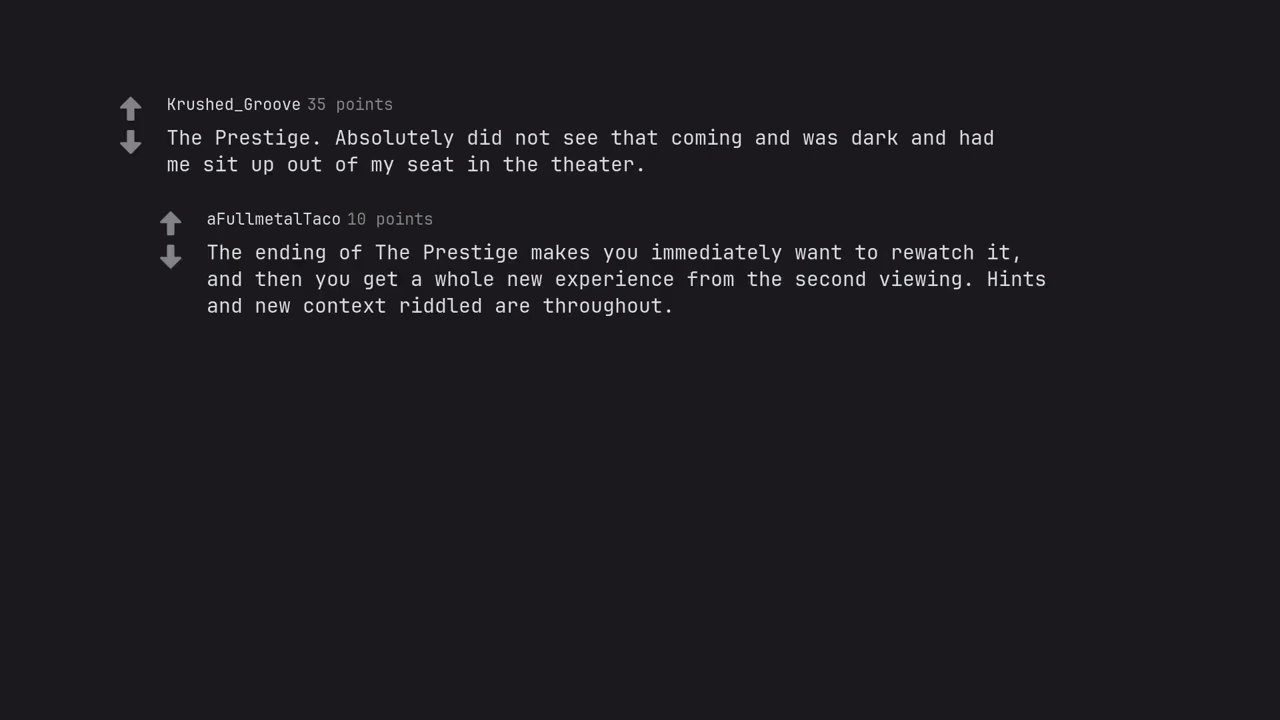 Krushed_Groove 35 points
The Prestige. Absolutely did not see that coming and was dark and had
me sit up out of my seat in the theater.
aFullmetalTaco 10 points
The ending of The Prestige makes you immediately want to rewatch it,
and then you get a whole new experience from the second viewing. Hints
and new context riddled are throughout.